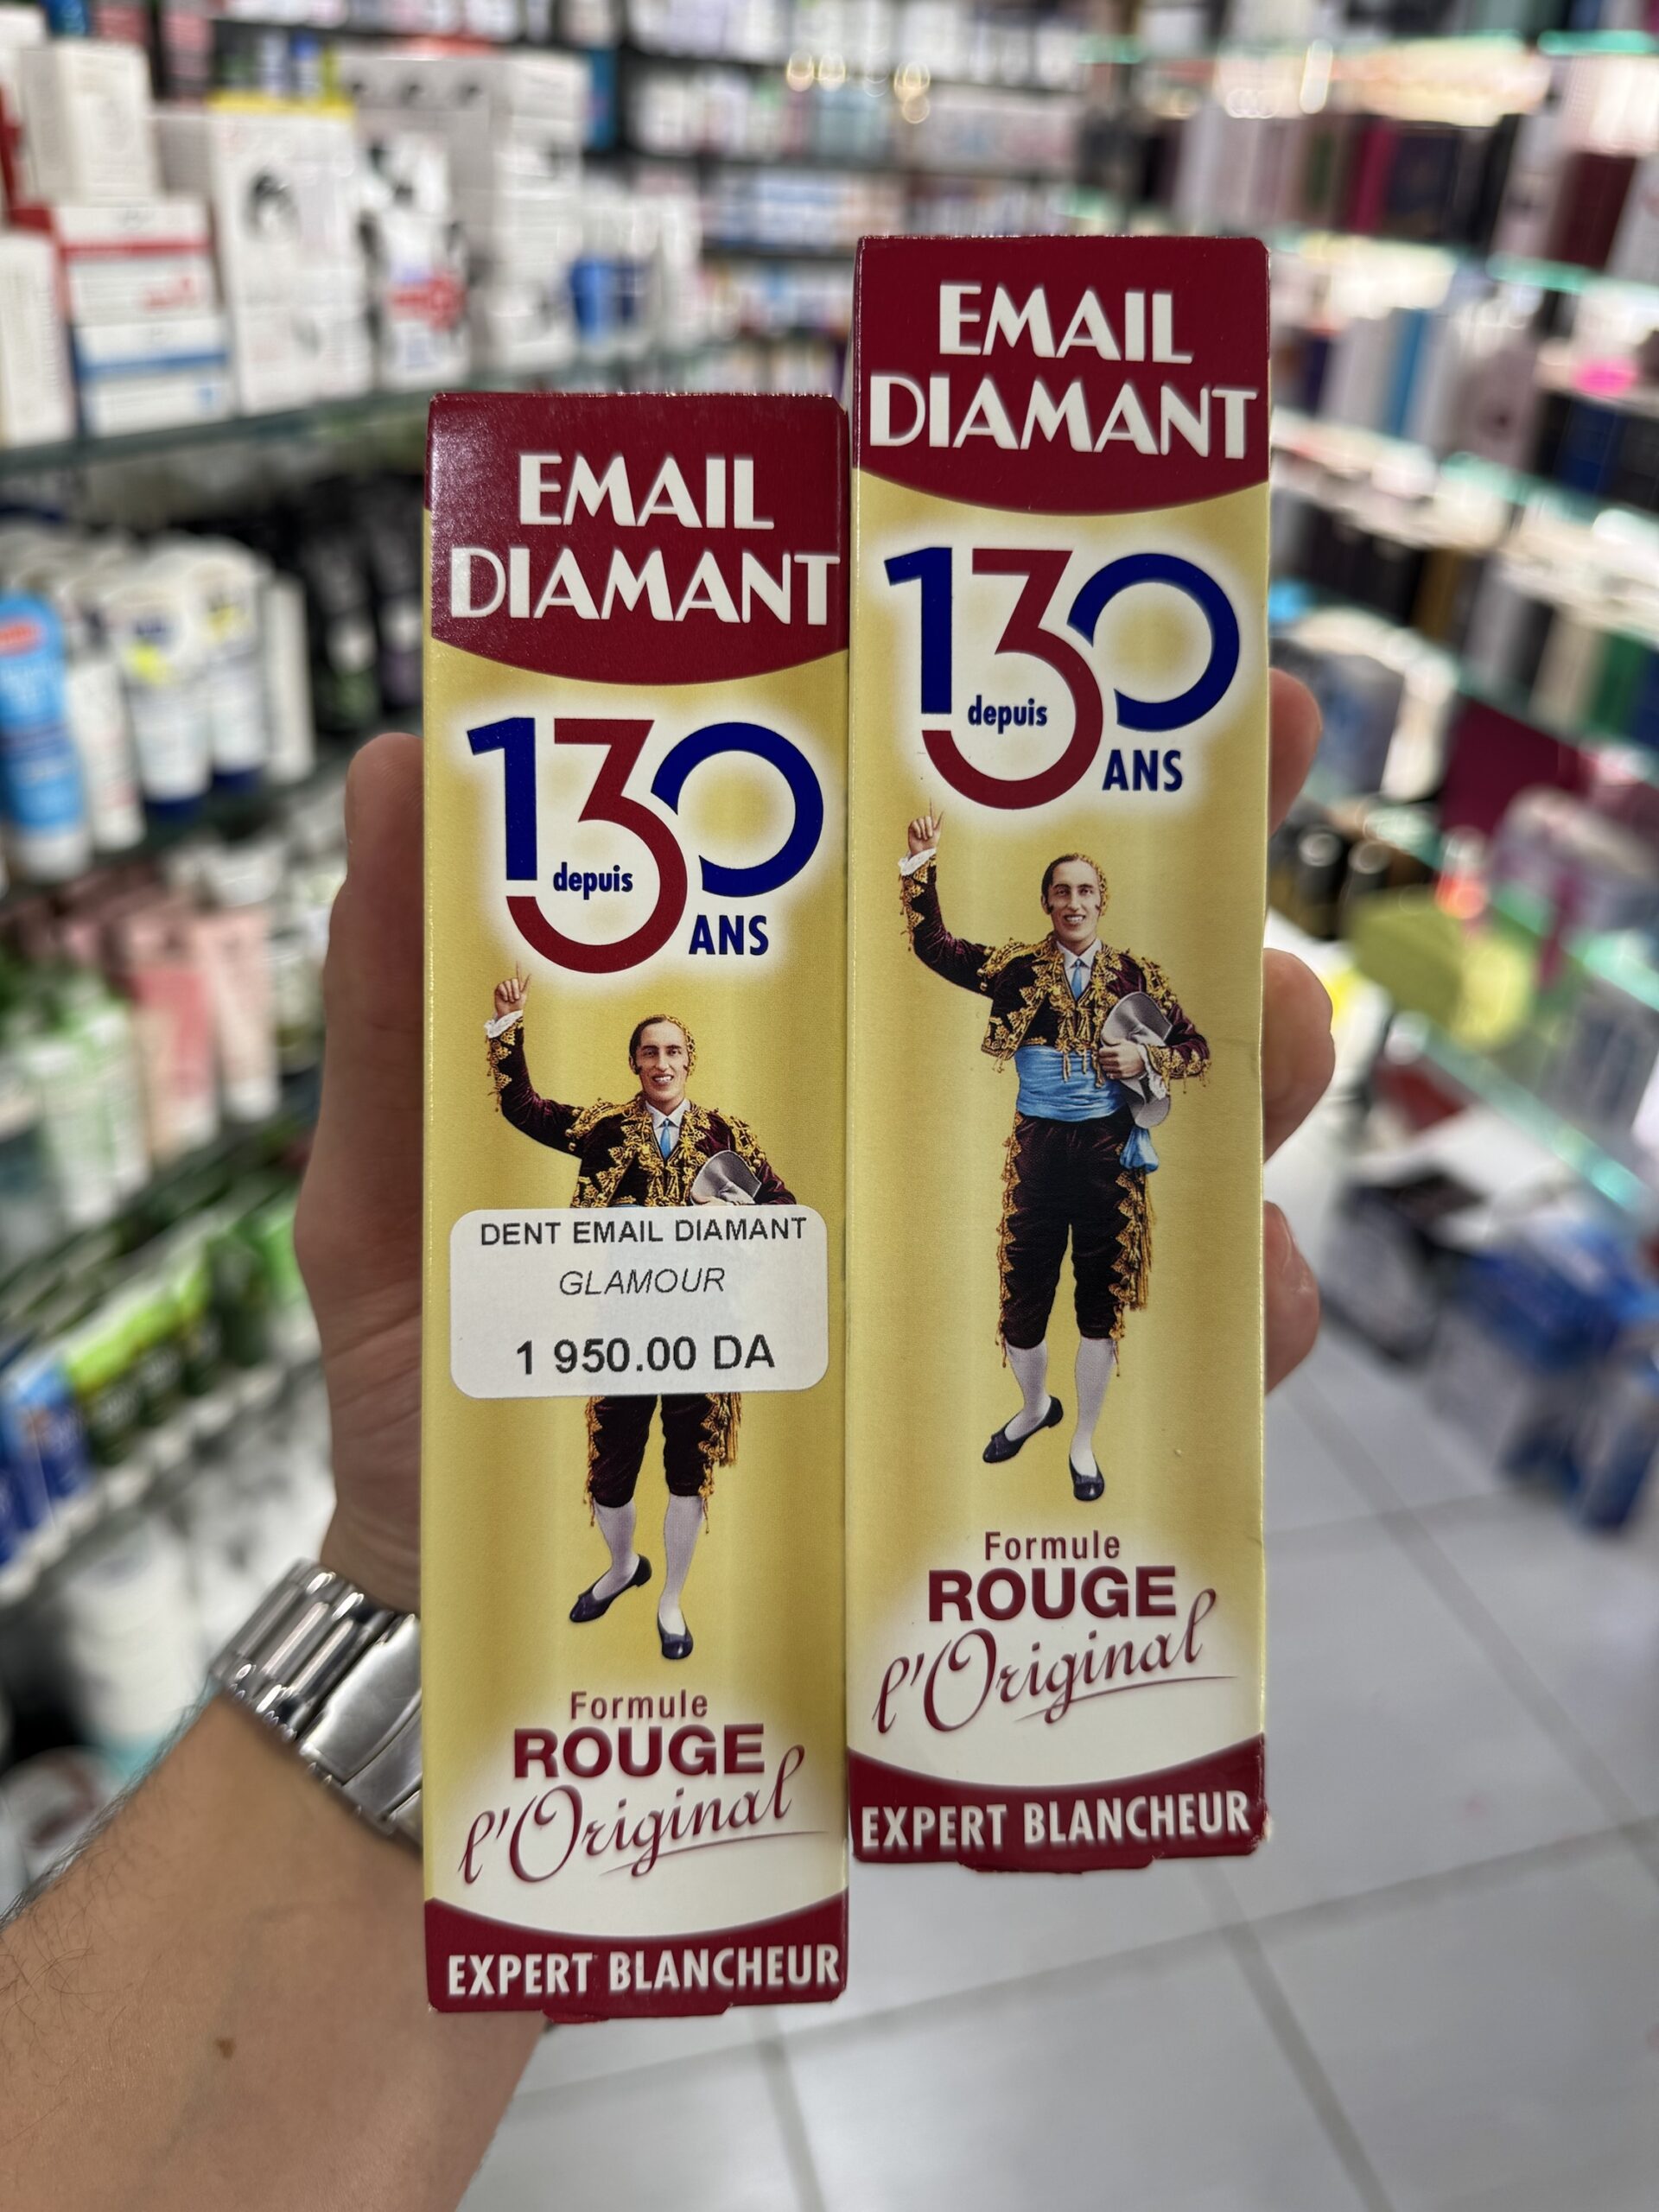 EMAIL
DIAMANT
130
depuis
ANS
DENT EMAIL DIAMANT
GLAMOUR
1 950.00 DA
Formule
ROUGE
l'Original
EXPERT BLANCHEUR
EMAIL
DIAMANT
130
depuis
ANS
Formule
ROUGE
l'Original
EXPERT BLANCHEUR